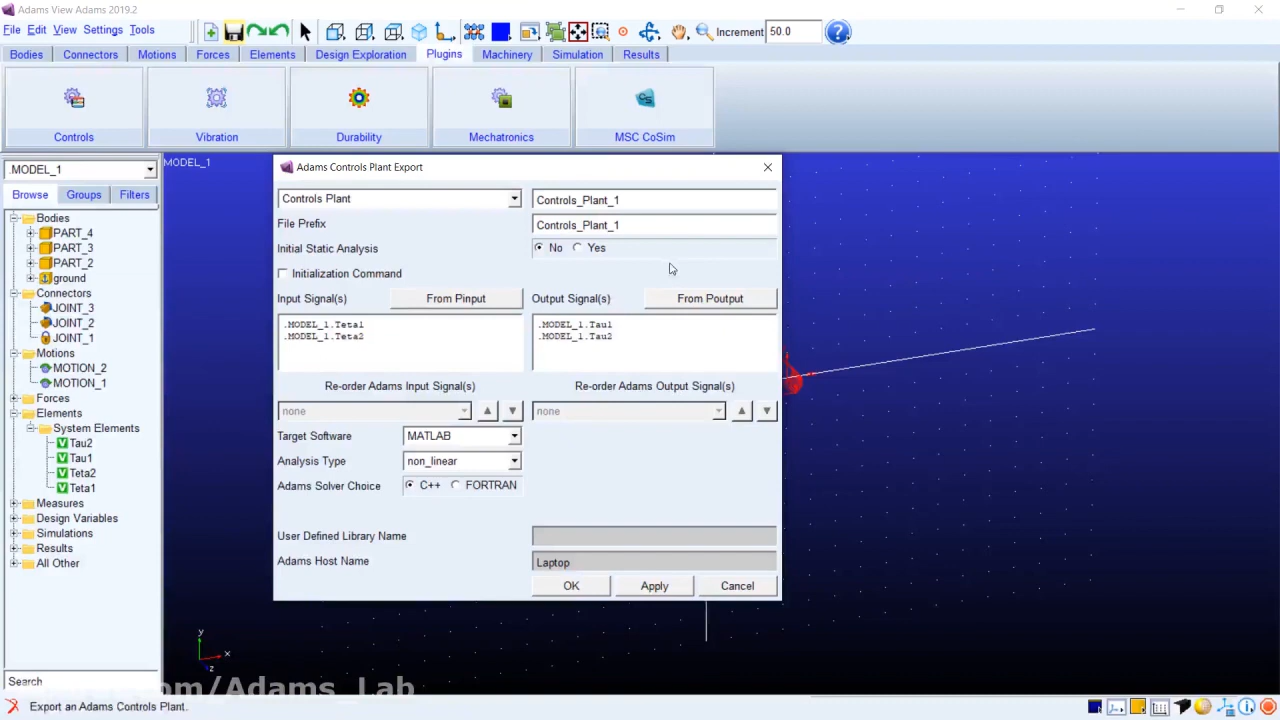 Adams View Adams 2019.2
File Edit View Settings Tools
Increment 50.0
Bodies Connectors Motions Forces Elements Design Exploration Plugins Machinery Simulation Results
Controls Vibration Durability Mechatronics MSC CoSim
.MODEL_1
MODEL_1
Browse Groups Filters
Bodies
PART_4
PART_3
PART_2
ground
Connectors
JOINT_3
JOINT_2
JOINT_1
Motions
MOTION_2
MOTION_1
Forces
Elements
System Elements
Tau2
Tau1
Teta2
Teta1
Measures
Design Variables
Simulations
Results
All Other
Search
Adams Controls Plant Export
Controls Plant Controls_Plant_1
File Prefix Controls_Plant_1
Initial Static Analysis No Yes
Initialization Command
Input Signal(s) From Pinput Output Signal(s) From Poutput
.MODEL_1.Teta1 .MODEL_1.Tau1
.MODEL_1.Teta2 .MODEL_1.Tau2
Re-order Adams Input Signal(s) Re-order Adams Output Signal(s)
none none
Target Software MATLAB
Analysis Type non_linear
Adams Solver Choice C++ FORTRAN
User Defined Library Name
Adams Host Name Laptop
OK Apply Cancel
y
x
z
com/Adams_Lab
Export an Adams Controls Plant.